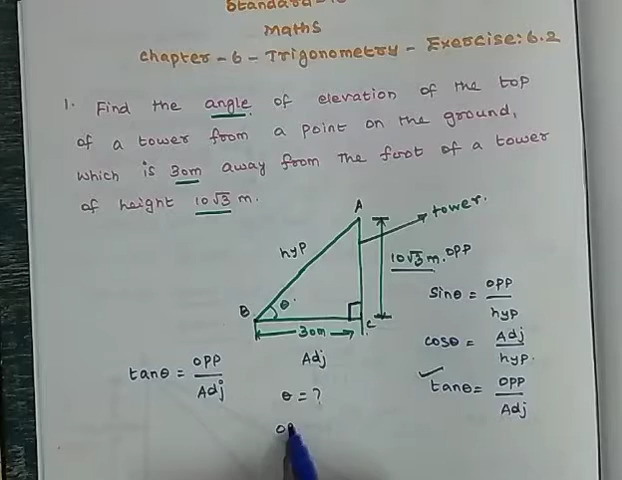 Maths
Chapter - 6 - Trigonometry - Exercise: 6.2
1. Find the angle of elevation of the top
of a tower from a point on the ground,
which is 30m away from the foot of a tower
of height 10√3 m.
A
tower.
hyp
10√3 m. opp
B
θ
C
30m
Adj
sinθ = opp/hyp
cosθ = Adj/hyp.
tanθ = opp/Adj
✓ tanθ = opp/Adj
θ = ?